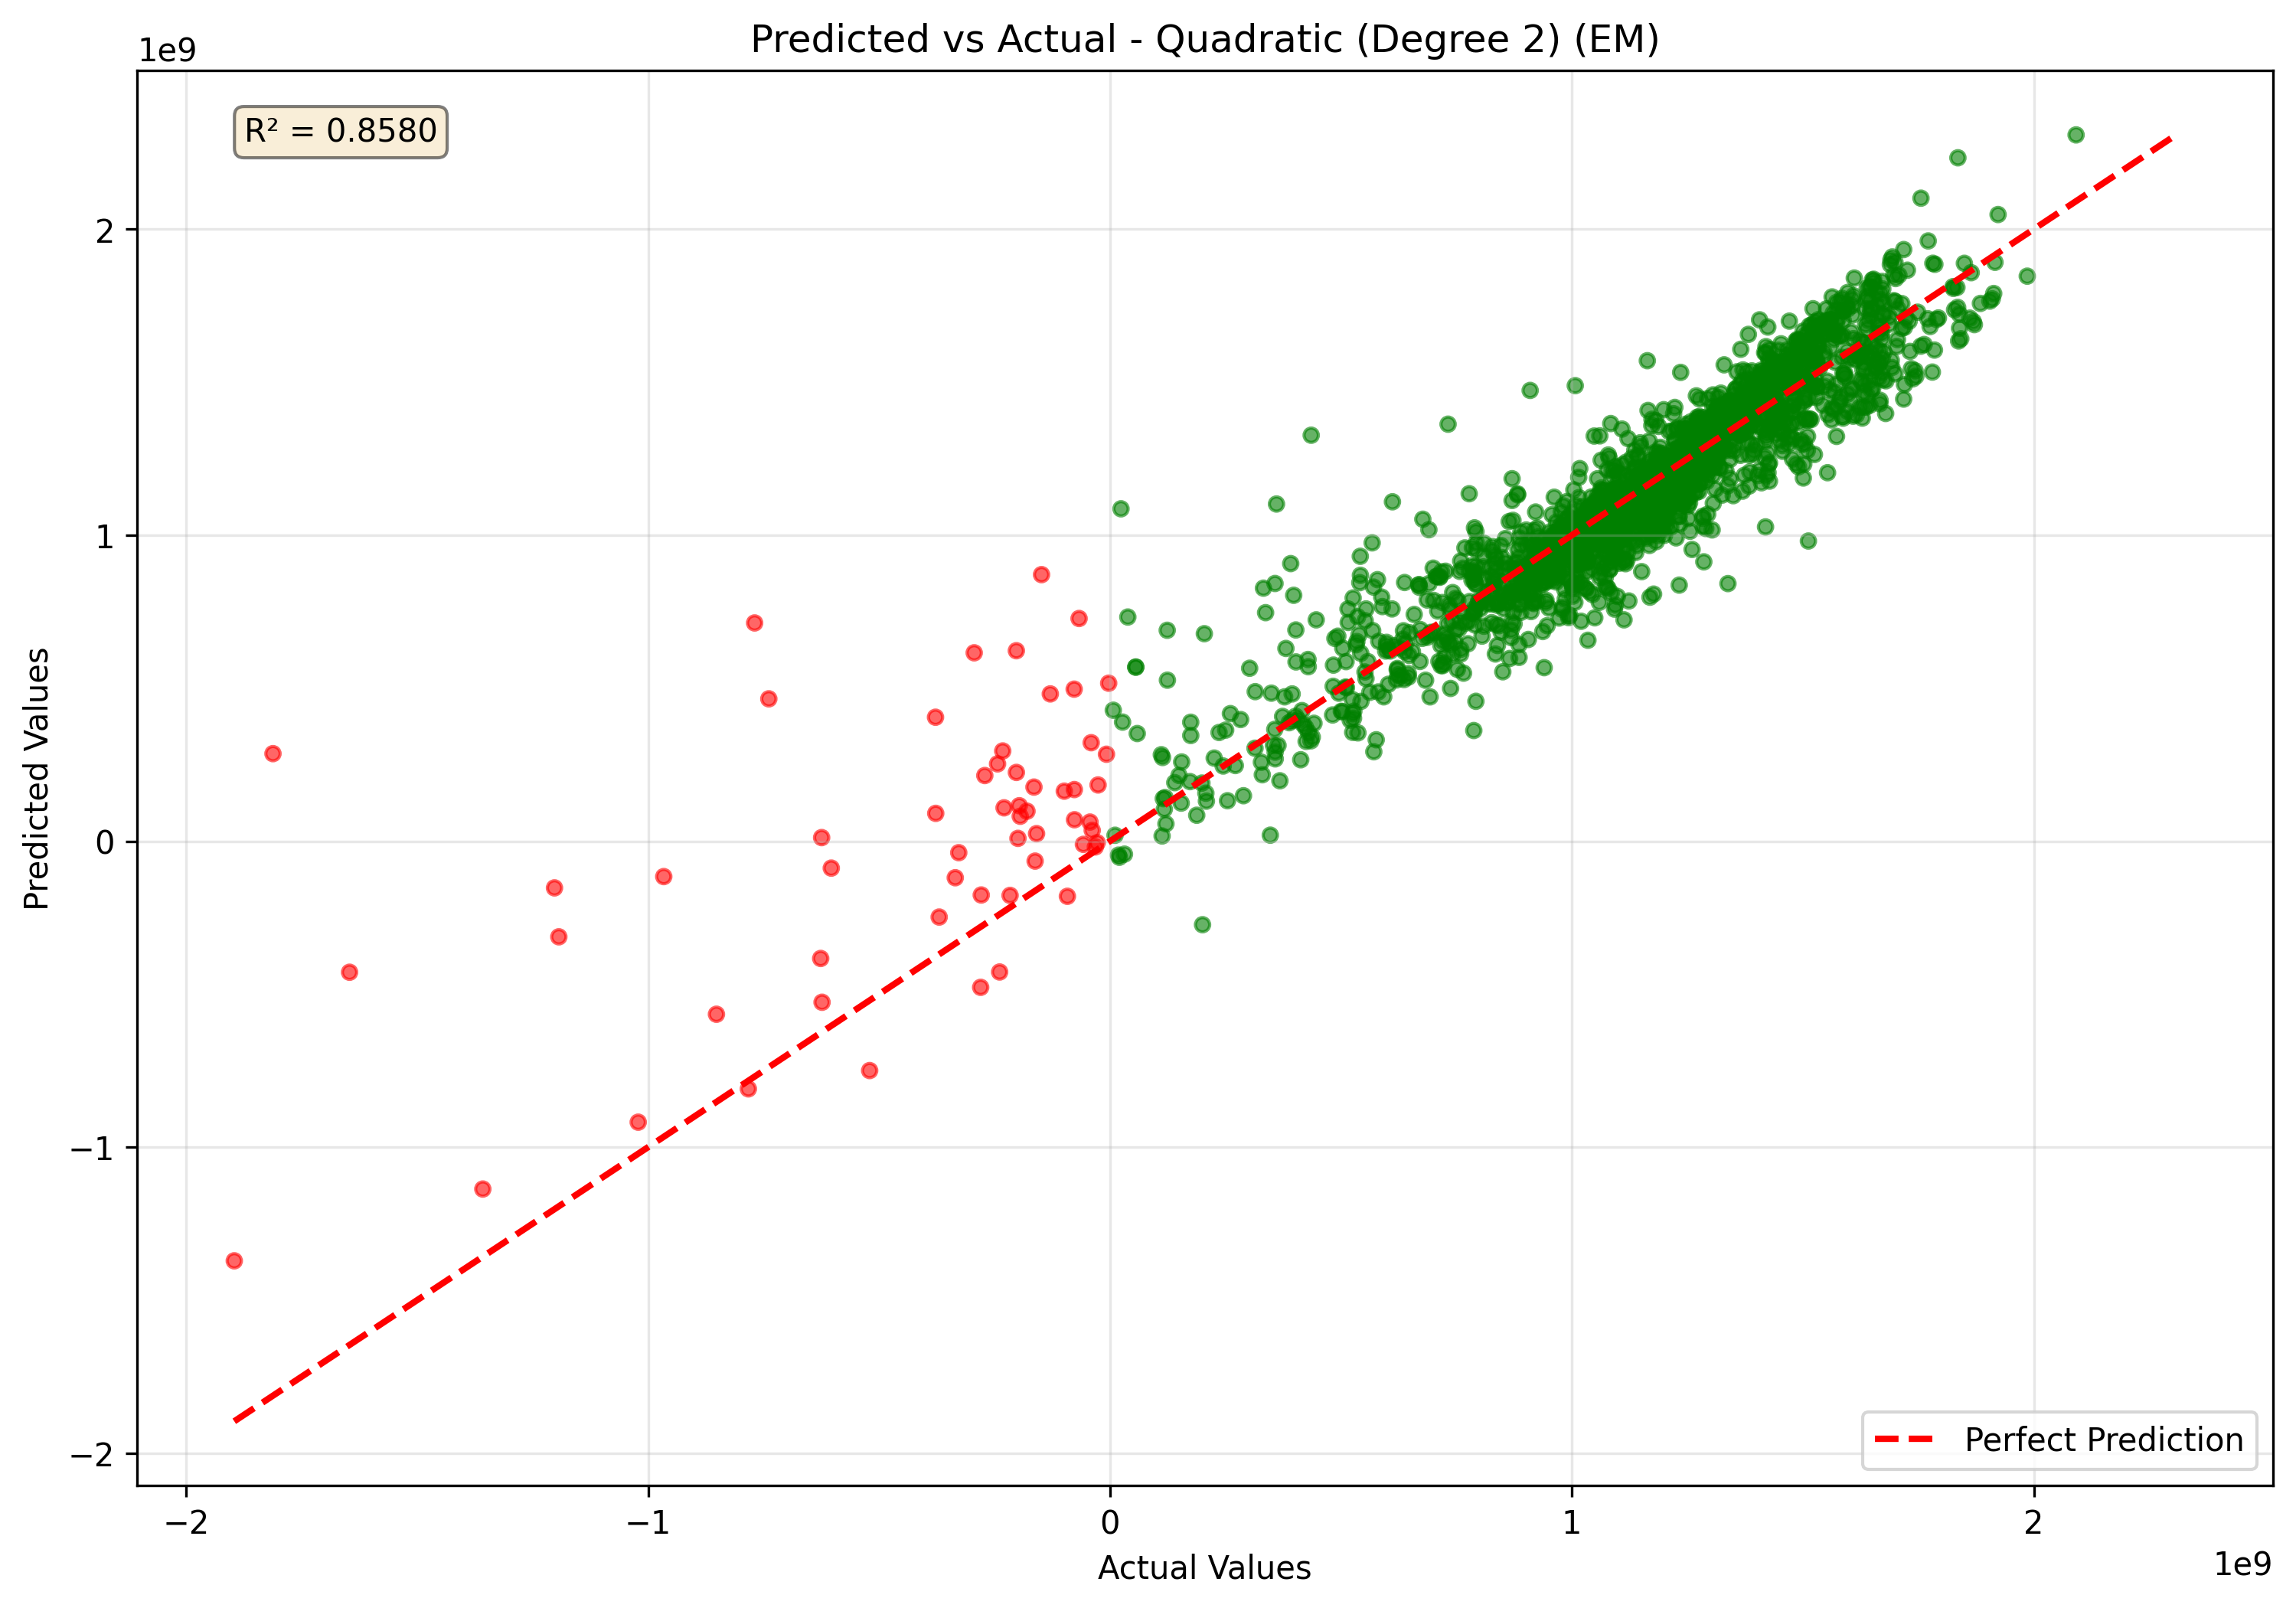 Predicted vs Actual - Quadratic (Degree 2) (EM)
1e9
R² = 0.8580
2
1
0
−1
−2
Predicted Values
Perfect Prediction
−2
−1
0
1
2
1e9
Actual Values